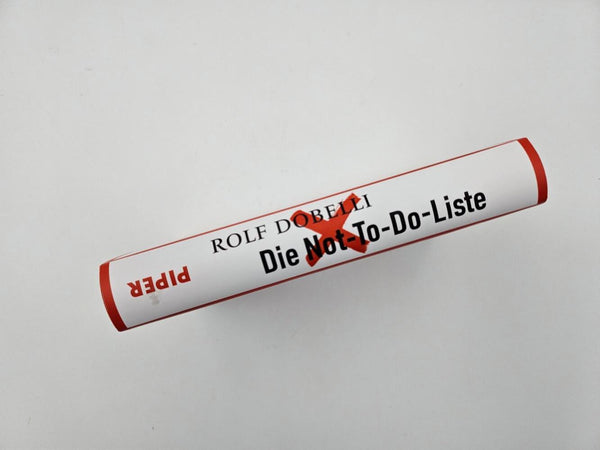 ROLF DOBELLI
Die Not-To-Do-Liste
PIPER